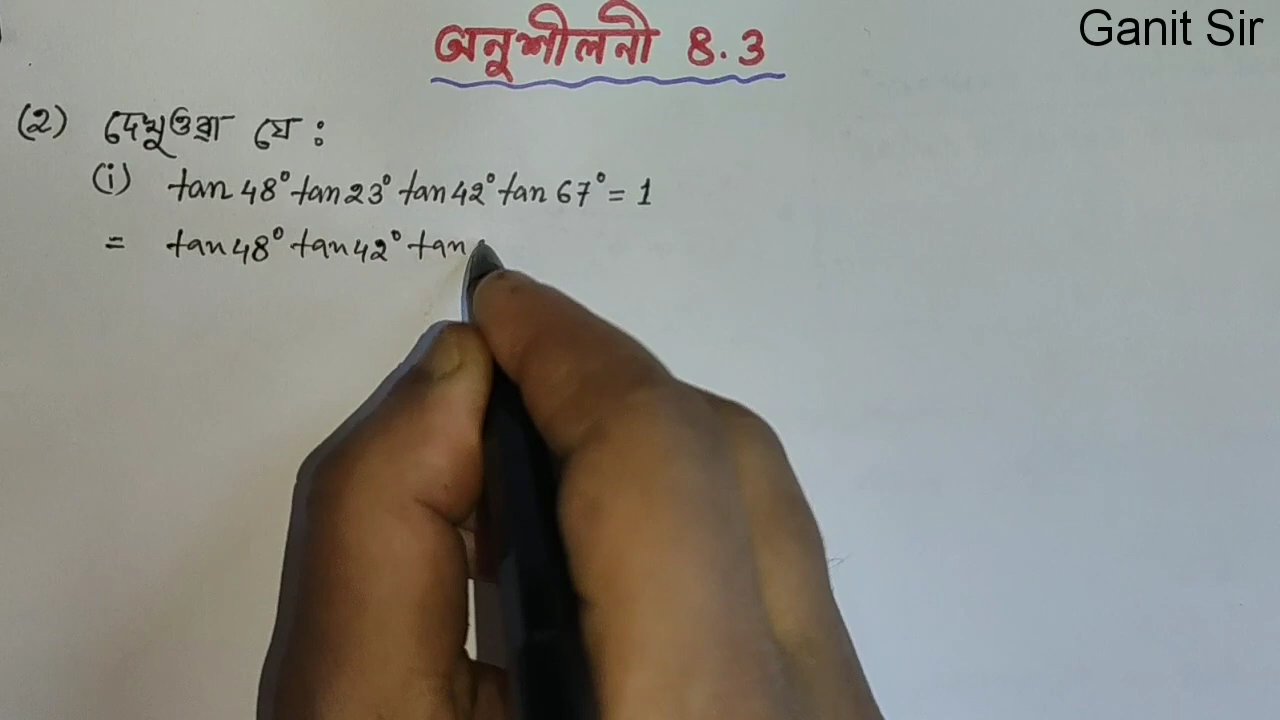 Ganit Sir
অনুশীলনী 8.3
(2) দেখুওৱা যে :
(i) tan 48° tan 23° tan 42° tan 67° = 1
= tan 48° tan 42° tan